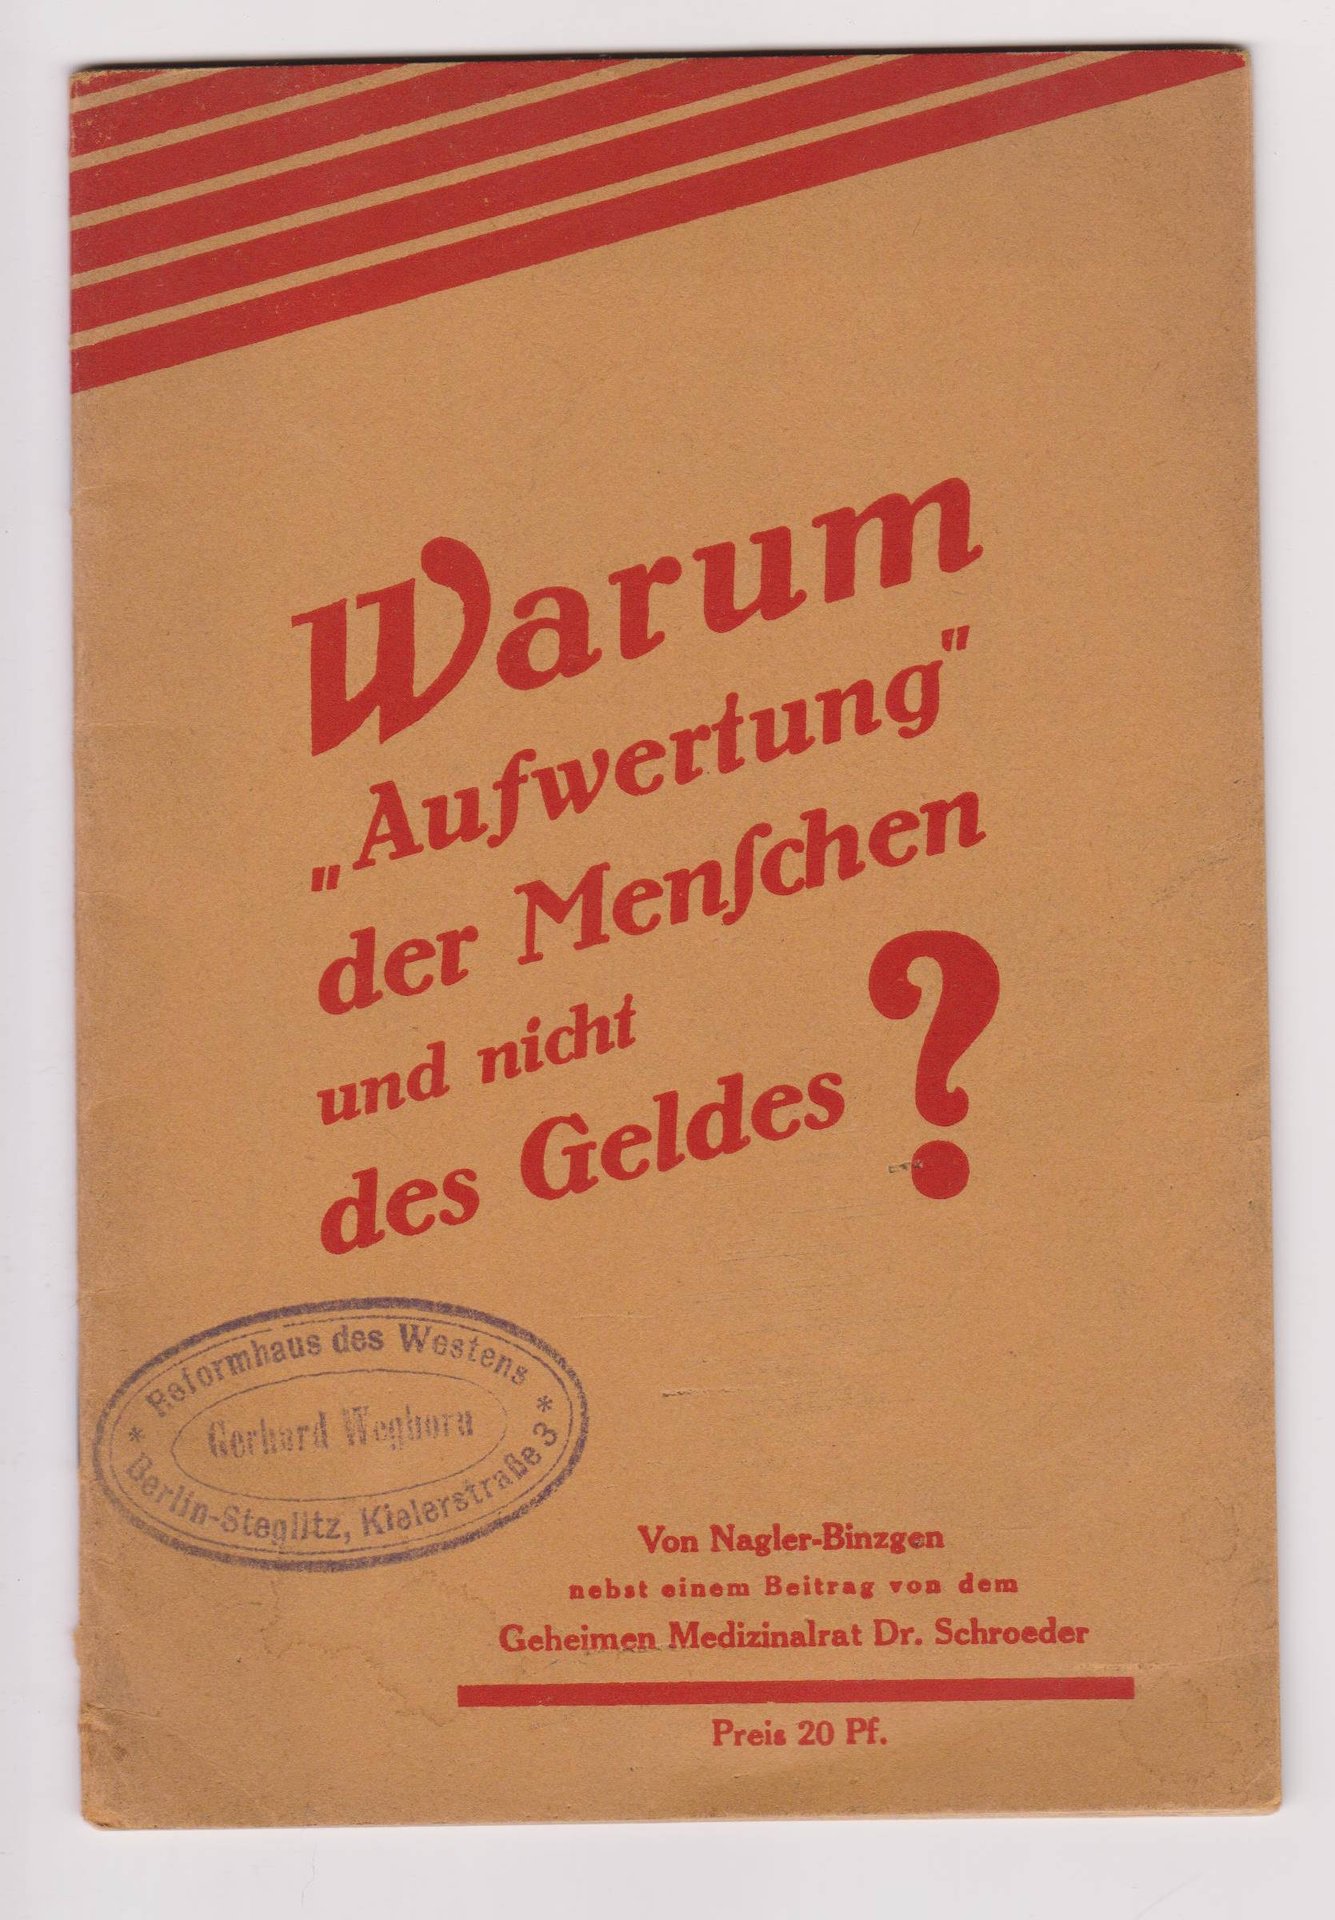 Warum
„Aufwertung"
der Menſchen
und nicht
des Geldes?
* Reformhaus des Westens *
Gerhard Weghorn
Berlin-Steglitz, Kielerstraße 3
Von Nagler-Binzgen
nebst einem Beitrag von dem
Geheimen Medizinalrat Dr. Schroeder
Preis 20 Pf.